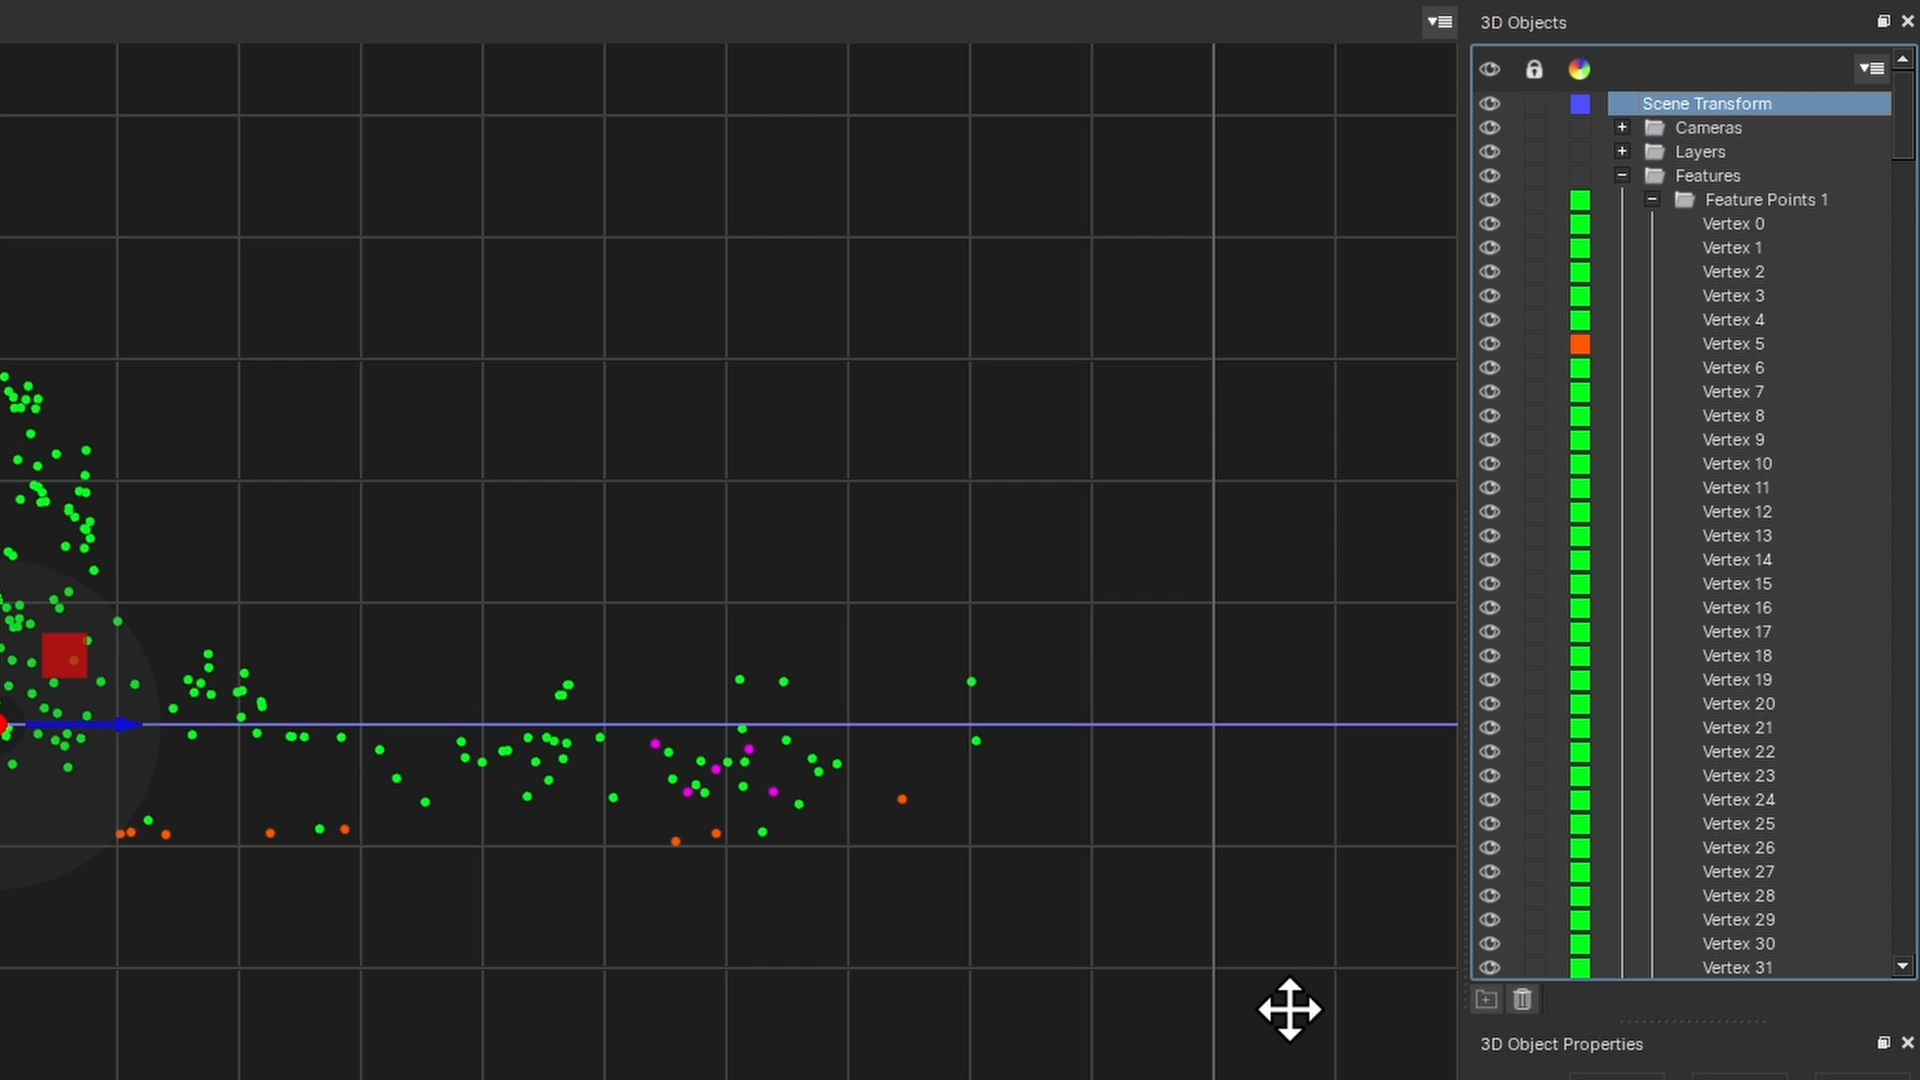 3D Objects
Scene Transform
Cameras
Layers
Features
Feature Points 1
Vertex 0
Vertex 1
Vertex 2
Vertex 3
Vertex 4
Vertex 5
Vertex 6
Vertex 7
Vertex 8
Vertex 9
Vertex 10
Vertex 11
Vertex 12
Vertex 13
Vertex 14
Vertex 15
Vertex 16
Vertex 17
Vertex 18
Vertex 19
Vertex 20
Vertex 21
Vertex 22
Vertex 23
Vertex 24
Vertex 25
Vertex 26
Vertex 27
Vertex 28
Vertex 29
Vertex 30
Vertex 31
3D Object Properties